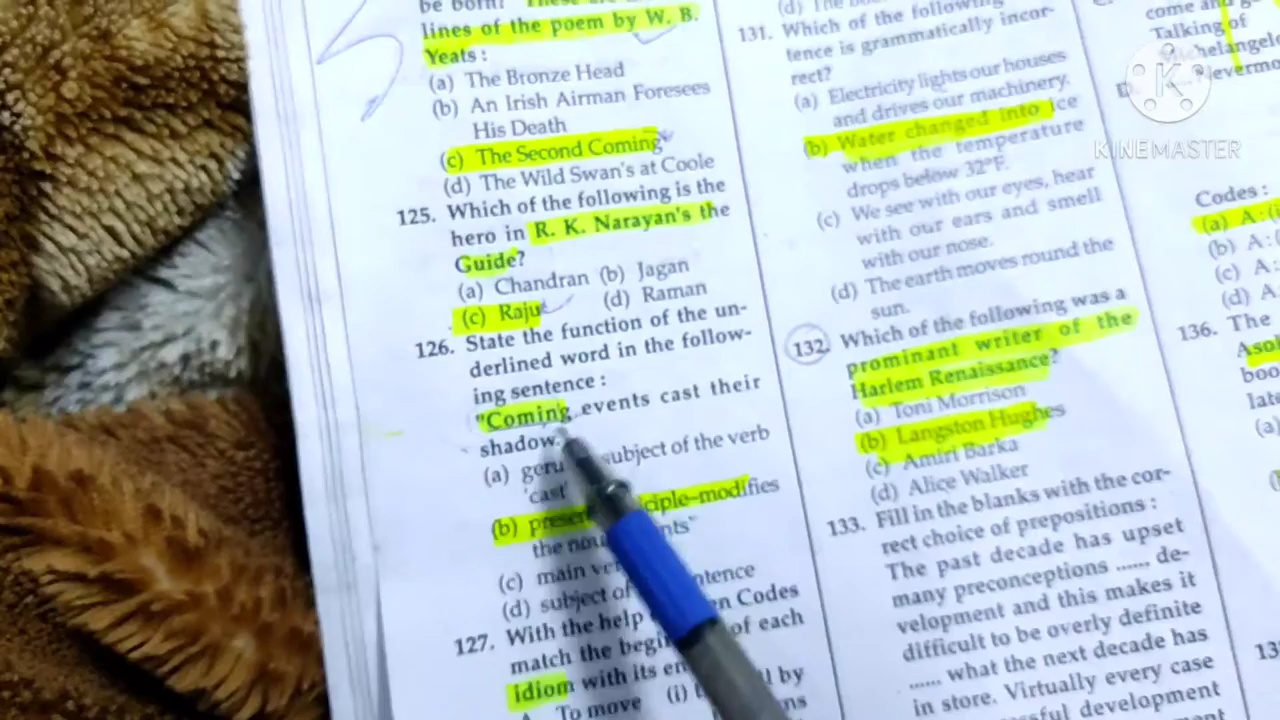 be born?
lines of the poem by W. B.
Yeats :
(a) The Bronze Head
(b) An Irish Airman Foresees
His Death
(c) The Second Coming
(d) The Wild Swan's at Coole
125. Which of the following is the
hero in R. K. Narayan's the
Guide?
(a) Chandran (b) Jagan
(c) Raju (d) Raman
126. State the function of the un-
derlined word in the follow-
ing sentence :
"Coming events cast their
shadow.
(a) subject of the verb
'cast'
(b) modifies
the
(c) main
(d) subject of
127. With the help Codes
match the of each
idiom with its by
To move (i)
131. Which of the following
tence is grammatically incor-
rect?
(a) Electricity lights our houses
and drives our machinery.
(b) Water changed into ice
when the temperature
drops below 32°F.
(c) We see with our eyes, hear
with our ears and smell
with our nose.
(d) The earth moves round the
sun.
132. Which of the following was a
prominant writer of the
Harlem Renaissance?
(a) Toni Morrison
(b) Langston Hughes
(c) Amiri Barka
(d) Alice Walker
133. Fill in the blanks with the cor-
rect choice of prepositions :
The past decade has upset
many preconceptions ...... de-
velopment and this makes it
difficult to be overly definite
...... what the next decade has
in store. Virtually every case
development
come
Talking of
KINEMASTER
Codes :
(a) A :
(b) A :
(c) A :
(d) A
136. The
(a)